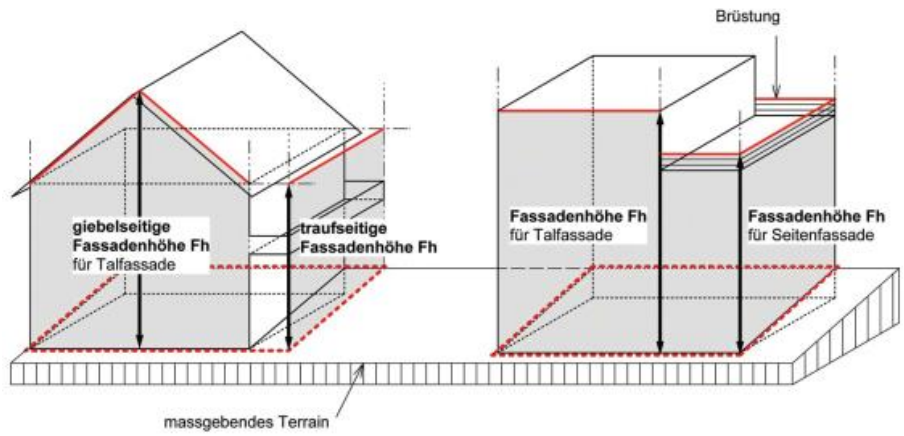 Brüstung
giebelseitige
Fassadenhöhe Fh
für Talfassade
traufseitige
Fassadenhöhe Fh
Fassadenhöhe Fh
für Talfassade
Fassadenhöhe Fh
für Seitenfassade
massgebendes Terrain